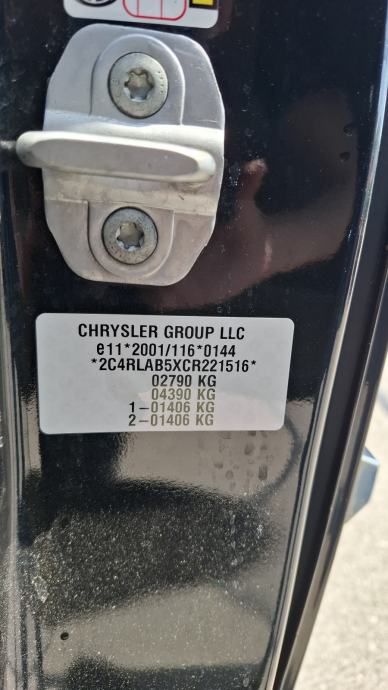 CHRYSLER GROUP LLC
e11*2001/116*0144
*2C4RLAB5XCR221516*
02790 KG
04390 KG
1-01406 KG
2-01406 KG